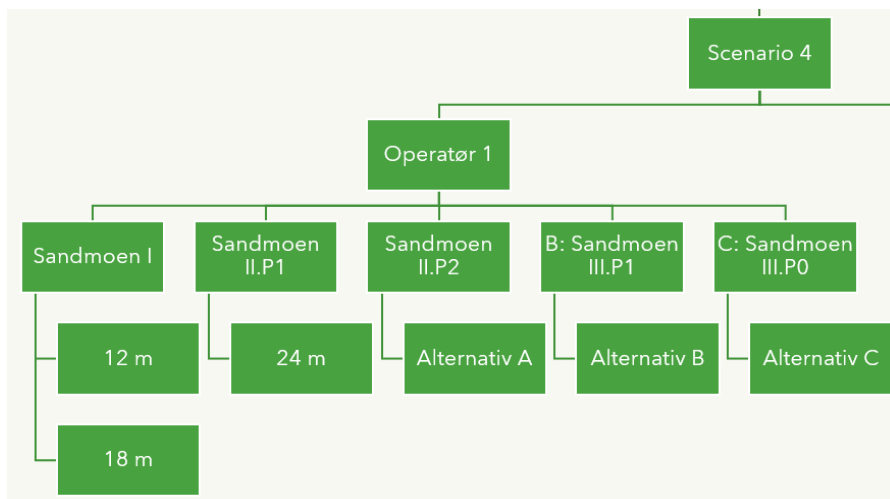 Scenario 4
Operatør 1
Sandmoen I
Sandmoen
II.P1
Sandmoen
II.P2
B: Sandmoen
III.P1
C: Sandmoen
III.P0
12 m
24 m
Alternativ A
Alternativ B
Alternativ C
18 m